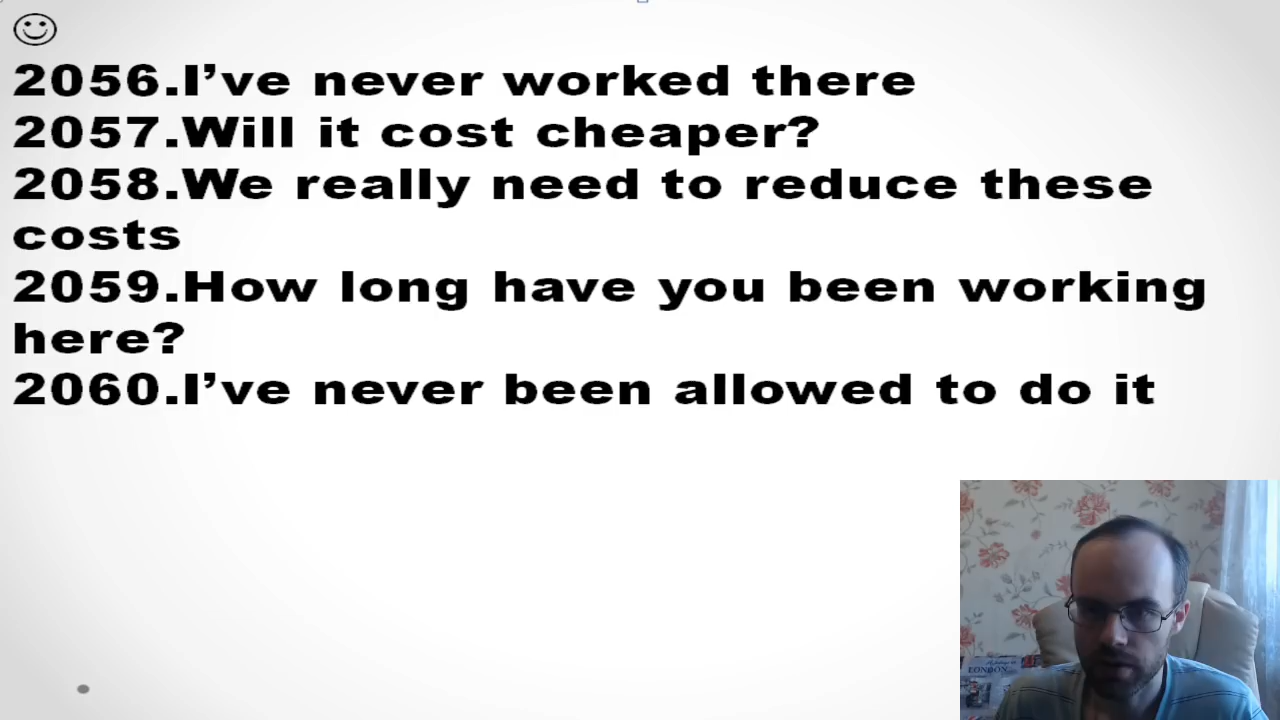 2056.I’ve never worked there
2057.Will it cost cheaper?
2058.We really need to reduce these
costs
2059.How long have you been working
here?
2060.I’ve never been allowed to do it
LONDON